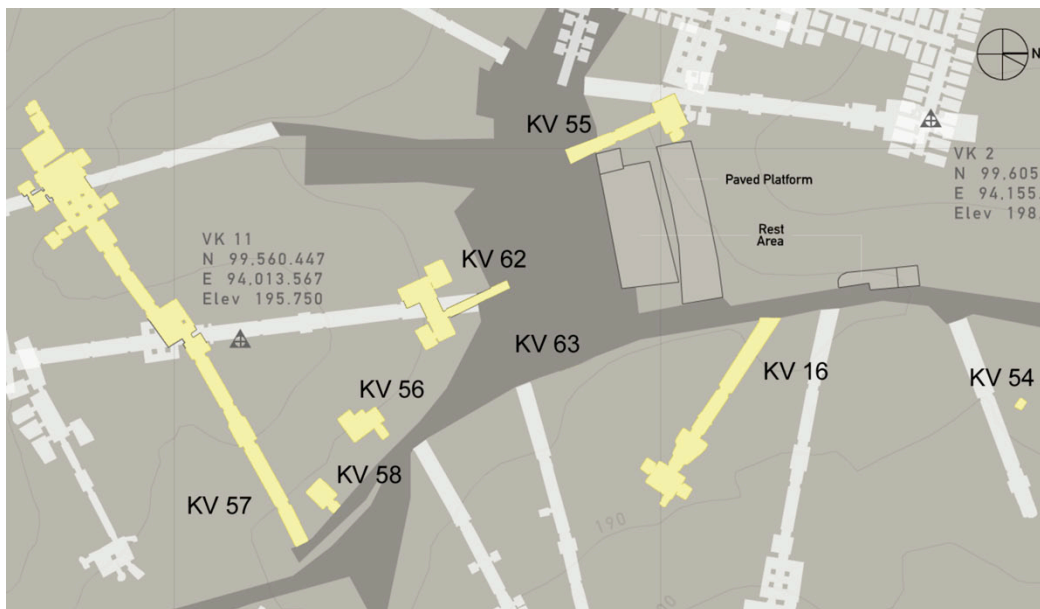 N
KV 55
VK 2
N 99.605
E 94.155.
Elev 198.
Paved Platform
Rest
Area
VK 11
N 99.560.447
E 94,013.567
Elev 195.750
KV 62
KV 63
KV 16
KV 54
KV 56
KV 58
KV 57
190